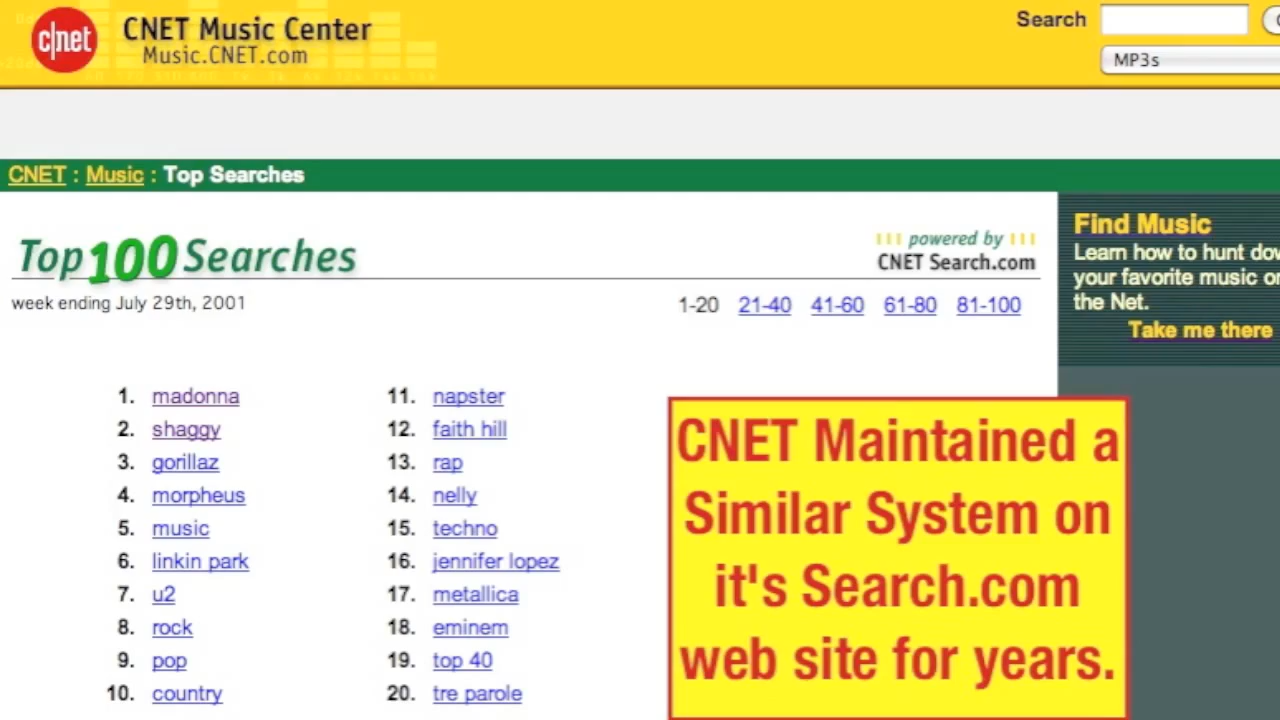 c|net
CNET Music Center
Music.CNET.com
Search
MP3s
CNET : Music : Top Searches
Top 100 Searches
week ending July 29th, 2001
powered by
CNET Search.com
1-20 21-40 41-60 61-80 81-100
Find Music
Learn how to hunt dow
your favorite music on
the Net.
Take me there
1. madonna
2. shaggy
3. gorillaz
4. morpheus
5. music
6. linkin park
7. u2
8. rock
9. pop
10. country
11. napster
12. faith hill
13. rap
14. nelly
15. techno
16. jennifer lopez
17. metallica
18. eminem
19. top 40
20. tre parole
CNET Maintained a
Similar System on
it's Search.com
web site for years.